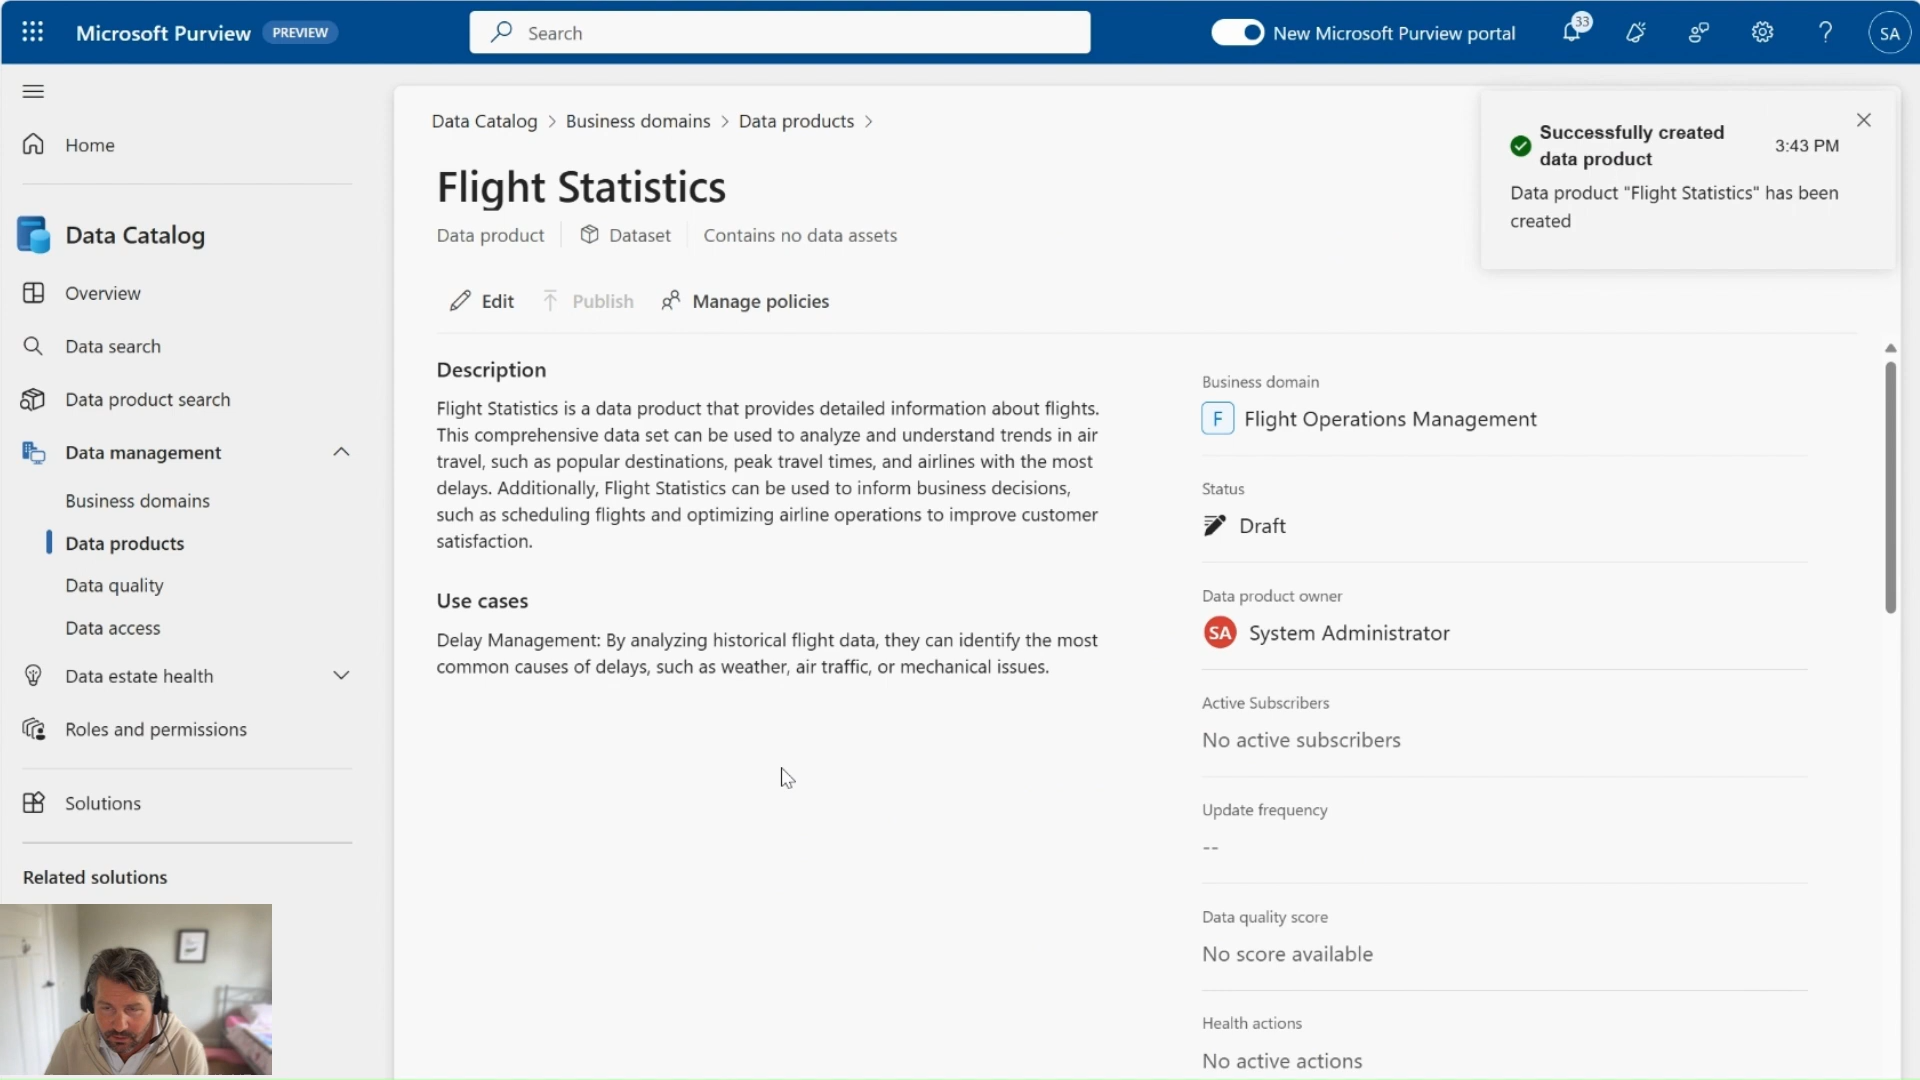 Microsoft Purview PREVIEW
Search
New Microsoft Purview portal
33
SA
Home
Data Catalog
Overview
Data search
Data product search
Data management
Business domains
Data products
Data quality
Data access
Data estate health
Roles and permissions
Solutions
Related solutions
Data Catalog > Business domains > Data products >
Flight Statistics
Data product
Dataset
Contains no data assets
Edit
Publish
Manage policies
Description
Flight Statistics is a data product that provides detailed information about flights.
This comprehensive data set can be used to analyze and understand trends in air
travel, such as popular destinations, peak travel times, and airlines with the most
delays. Additionally, Flight Statistics can be used to inform business decisions,
such as scheduling flights and optimizing airline operations to improve customer
satisfaction.
Use cases
Delay Management: By analyzing historical flight data, they can identify the most
common causes of delays, such as weather, air traffic, or mechanical issues.
Successfully created
data product
3:43 PM
Data product "Flight Statistics" has been
created
Business domain
F Flight Operations Management
Status
Draft
Data product owner
SA System Administrator
Active Subscribers
No active subscribers
Update frequency
--
Data quality score
No score available
Health actions
No active actions